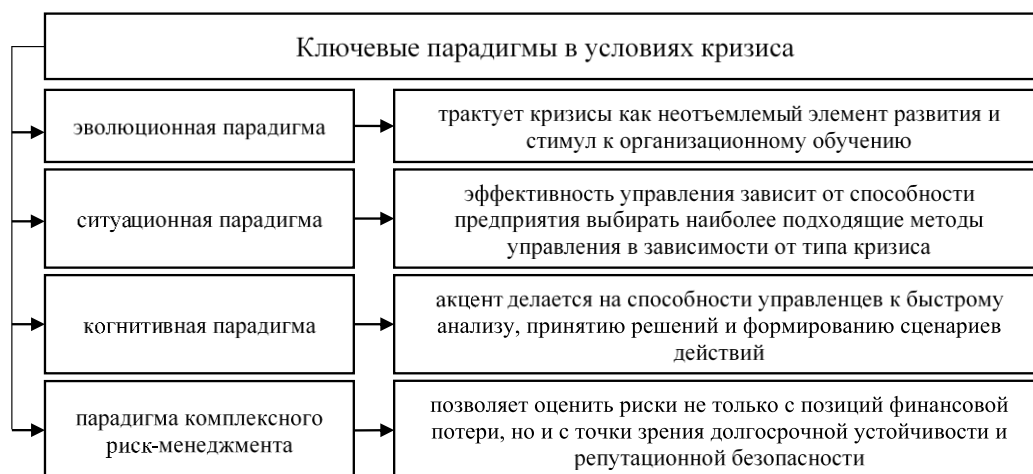 Ключевые парадигмы в условиях кризиса
эволюционная парадигма
трактует кризисы как неотъемлемый элемент развития и
стимул к организационному обучению
ситуационная парадигма
эффективность управления зависит от способности
предприятия выбирать наиболее подходящие методы
управления в зависимости от типа кризиса
когнитивная парадигма
акцент делается на способности управленцев к быстрому
анализу, принятию решений и формированию сценариев
действий
парадигма комплексного
риск-менеджмента
позволяет оценить риски не только с позиций финансовой
потери, но и с точки зрения долгосрочной устойчивости и
репутационной безопасности